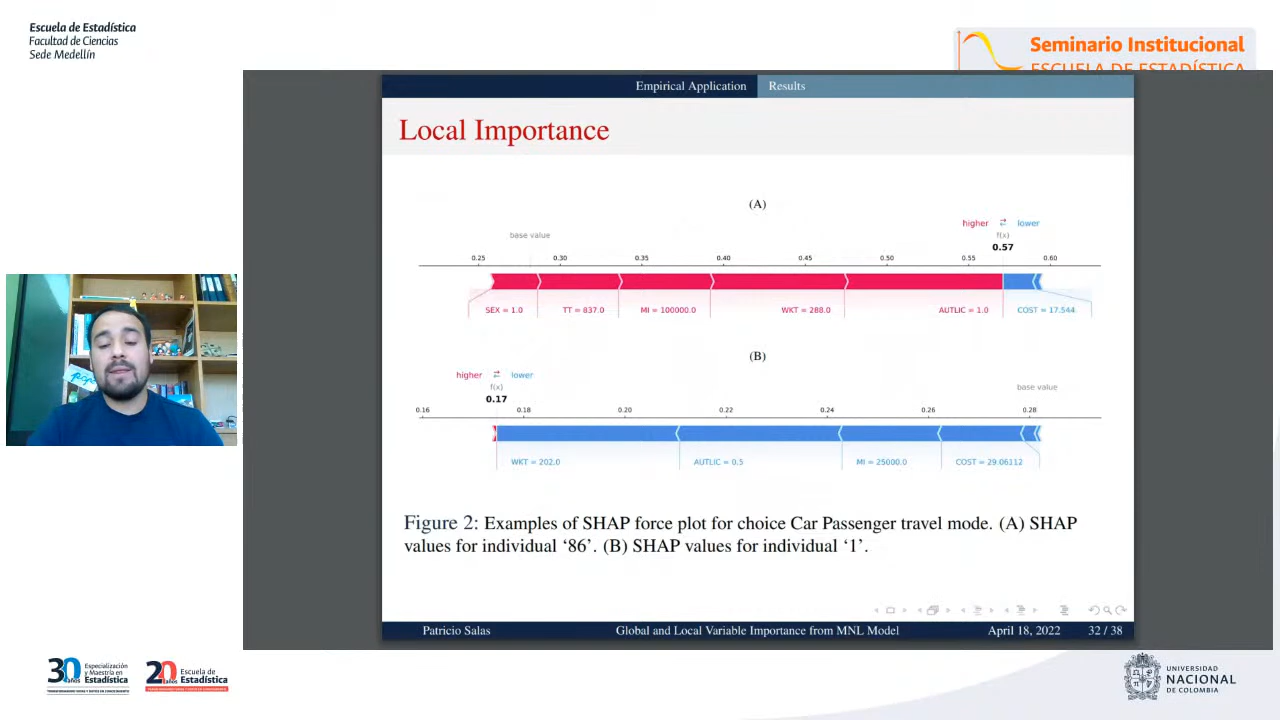 Escuela de Estadística
Facultad de Ciencias
Sede Medellín
Seminario Institucional
ESCUELA DE ESTADÍSTICA
Empirical Application
Results
Local Importance
(A)
higher ⇄ lower
base value
f(x)
0.57
0.25 0.30 0.35 0.40 0.45 0.50 0.55 0.60
SEX = 1.0 TT = 837.0 MI = 100000.0 WKT = 288.0 AUTLIC = 1.0 COST = 17.544
(B)
higher ⇄ lower
f(x)
base value
0.17
0.16 0.18 0.20 0.22 0.24 0.26 0.28
WKT = 202.0 AUTLIC = 0.5 MI = 25000.0 COST = 29.06112
Figure 2: Examples of SHAP force plot for choice Car Passenger travel mode. (A) SHAP
values for individual ‘86’. (B) SHAP values for individual ‘1’.
Patricio Salas
Global and Local Variable Importance from MNL Model
April 18, 2022
32 / 38
30 años
Especialización
y Maestría en
Estadística
20 años
Escuela de
Estadística
UNIVERSIDAD
NACIONAL
DE COLOMBIA